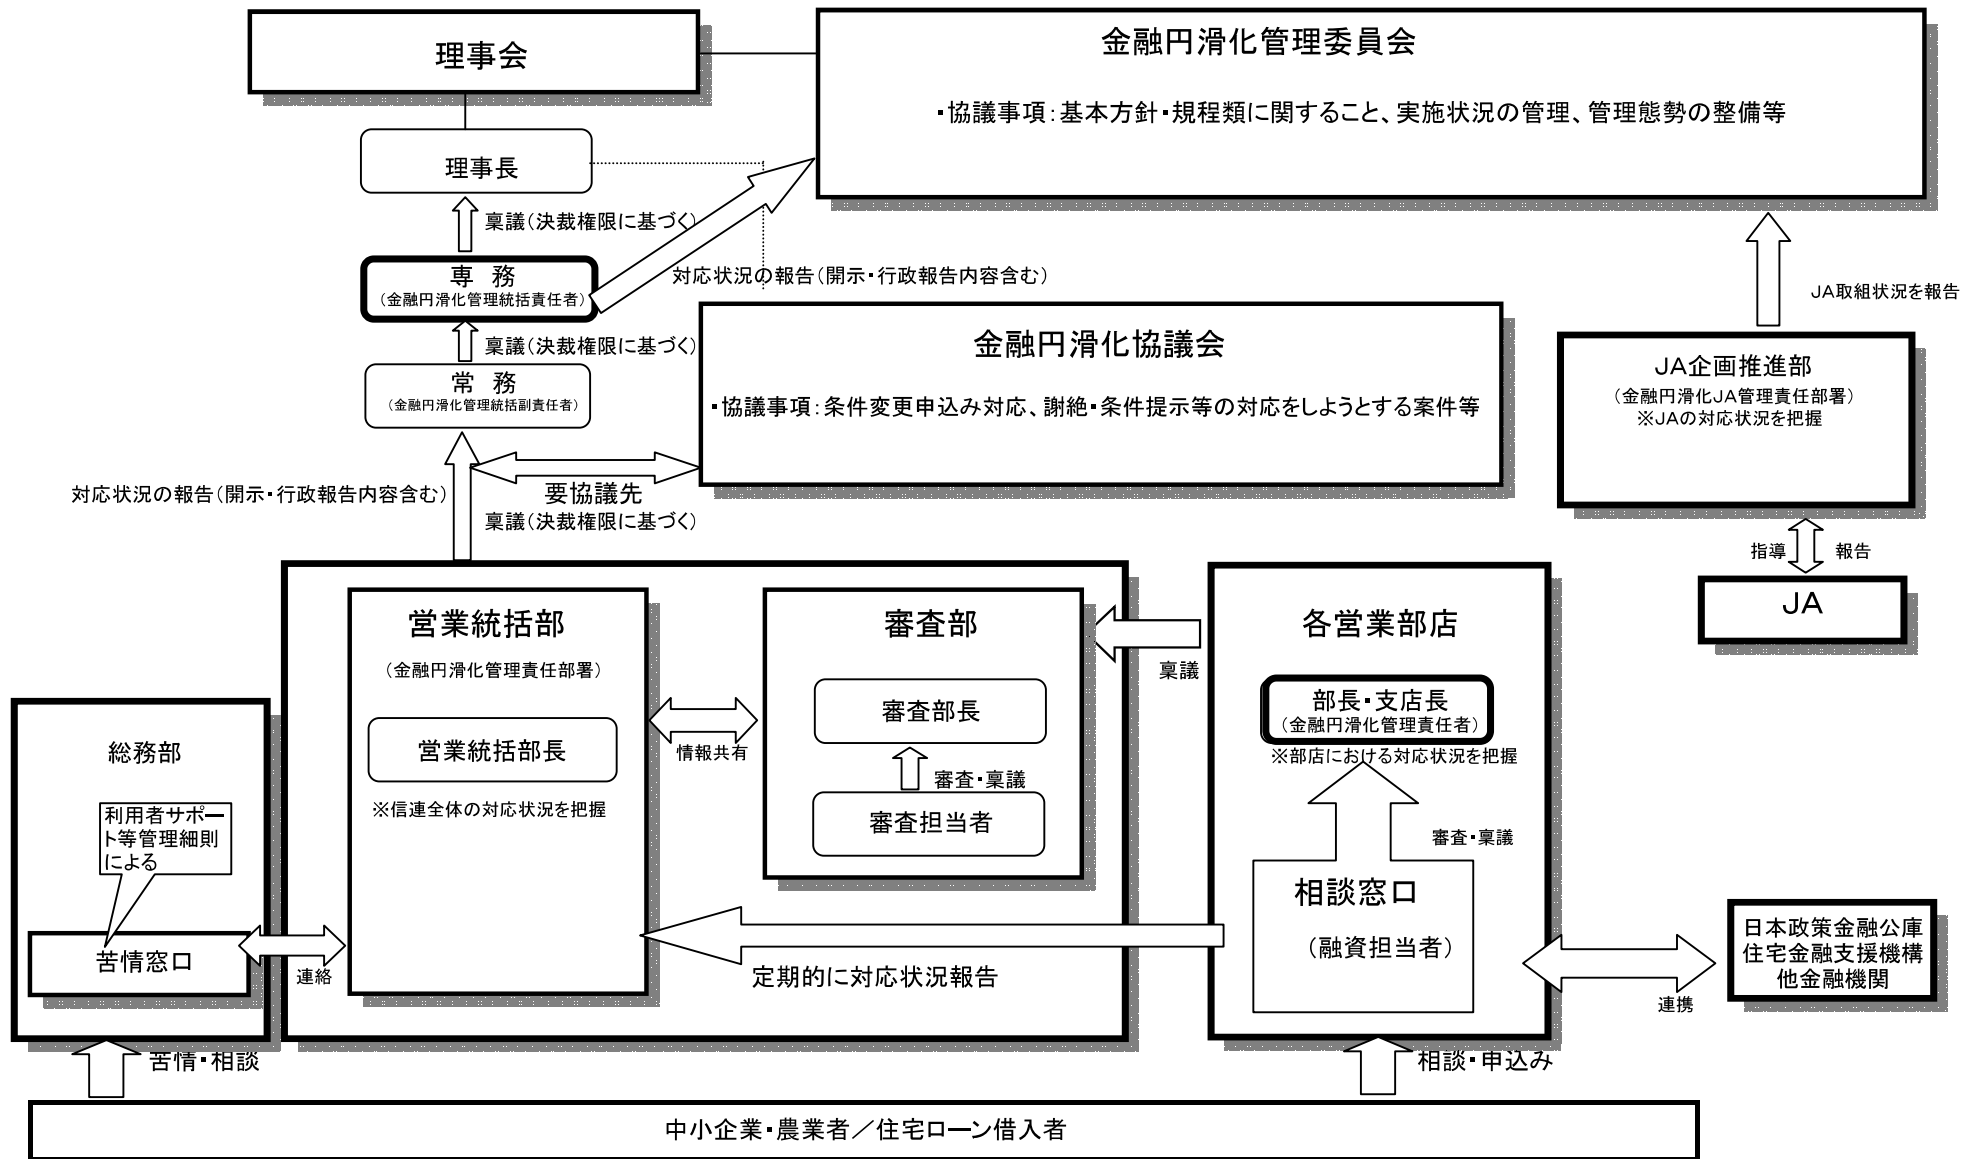 理事会
金融円滑化管理委員会
・協議事項：基本方針・規程類に関すること、実施状況の管理、管理態勢の整備等
理事長
稟議（決裁権限に基づく）
専　務
（金融円滑化管理統括責任者）
対応状況の報告（開示・行政報告内容含む）
JA取組状況を報告
稟議（決裁権限に基づく）
常　務
（金融円滑化管理統括副責任者）
金融円滑化協議会
・協議事項：条件変更申込み対応、謝絶・条件提示等の対応をしようとする案件等
JA企画推進部
（金融円滑化JA管理責任部署）
※JAの対応状況を把握
対応状況の報告（開示・行政報告内容含む）
要協議先
稟議（決裁権限に基づく）
指導
報告
JA
営業統括部
（金融円滑化管理責任部署）
営業統括部長
※信連全体の対応状況を把握
情報共有
審査部
審査部長
審査・稟議
審査担当者
稟議
各営業部店
部長・支店長
（金融円滑化管理責任者）
※部店における対応状況を把握
審査・稟議
相談窓口
（融資担当者）
総務部
利用者サポー
ト等管理細則
による
苦情窓口
連絡
定期的に対応状況報告
連携
日本政策金融公庫
住宅金融支援機構
他金融機関
苦情・相談
相談・申込み
中小企業・農業者／住宅ローン借入者